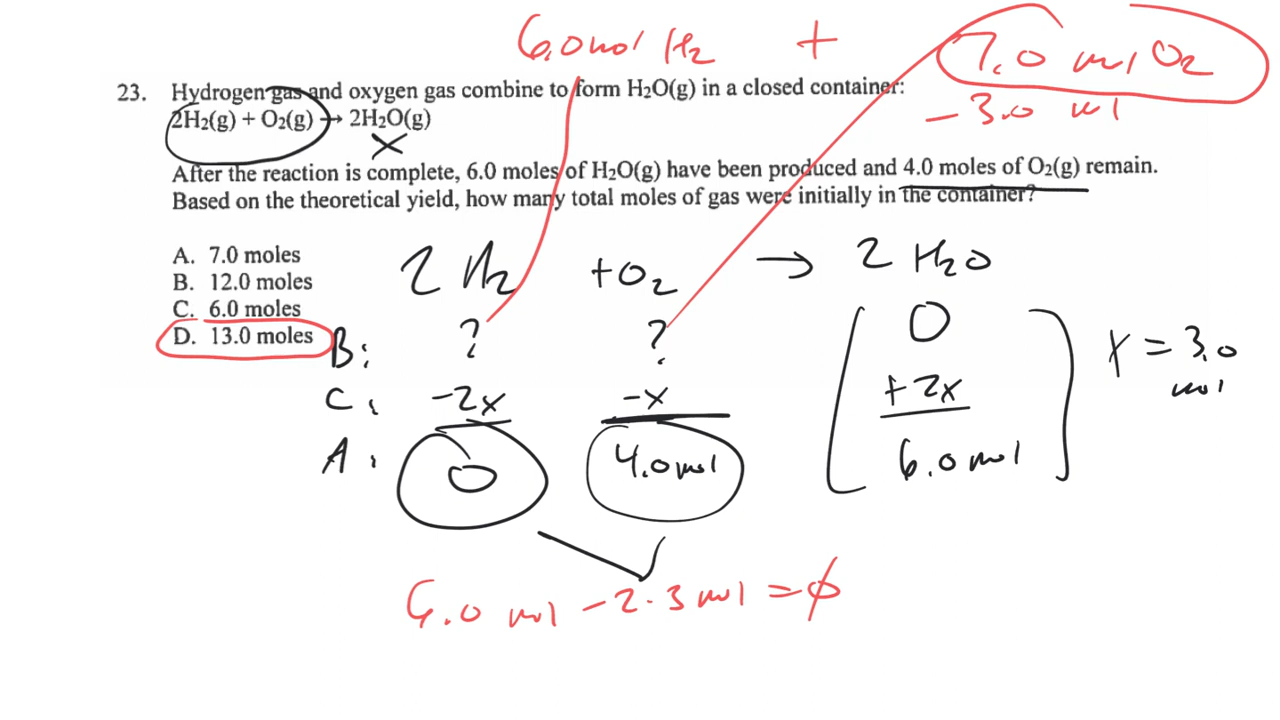 6.0 mol H2 + 7.0 mol O2
- 3.0 mol
23. Hydrogen gas and oxygen gas combine to form H₂O(g) in a closed container:
2H₂(g) + O₂(g) → 2H₂O(g)
X
After the reaction is complete, 6.0 moles of H₂O(g) have been produced and 4.0 moles of O₂(g) remain.
Based on the theoretical yield, how many total moles of gas were initially in the container?
A. 7.0 moles
B. 12.0 moles
C. 6.0 moles
D. 13.0 moles
2 H2 + O2 → 2 H2O
B: ? ? 0 x = 3.0 mol
C: -2x -x +2x
A: 0 4.0 mol 6.0 mol
6.0 mol - 2·3 mol = ϕ